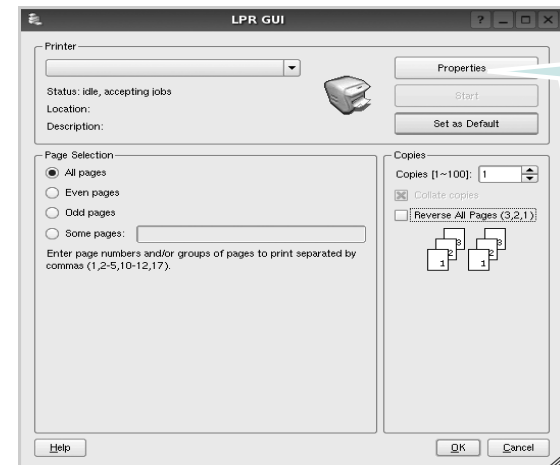 LPR GUI
Printer
Properties
Status: idle, accepting jobs
Start
Location:
Description:
Set as Default
Page Selection
All pages
Even pages
Odd pages
Some pages:
Enter page numbers and/or groups of pages to print separated by
commas (1,2-5,10-12,17).
Copies
Copies [1~100]: 1
Collate copies
Reverse All Pages (3,2,1)
3 3
2 2
1 1
Help
OK
Cancel